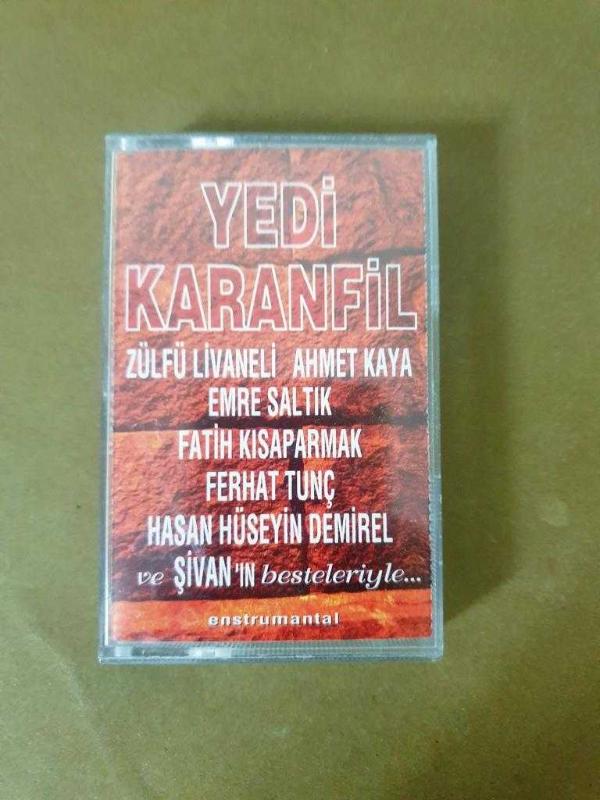 YEDİ
KARANFİL
ZÜLFÜ LİVANELİ AHMET KAYA
EMRE SALTIK
FATİH KISAPARMAK
FERHAT TUNÇ
HASAN HÜSEYİN DEMİREL
ve ŞİVAN'IN besteleriyle...
enstrumantal